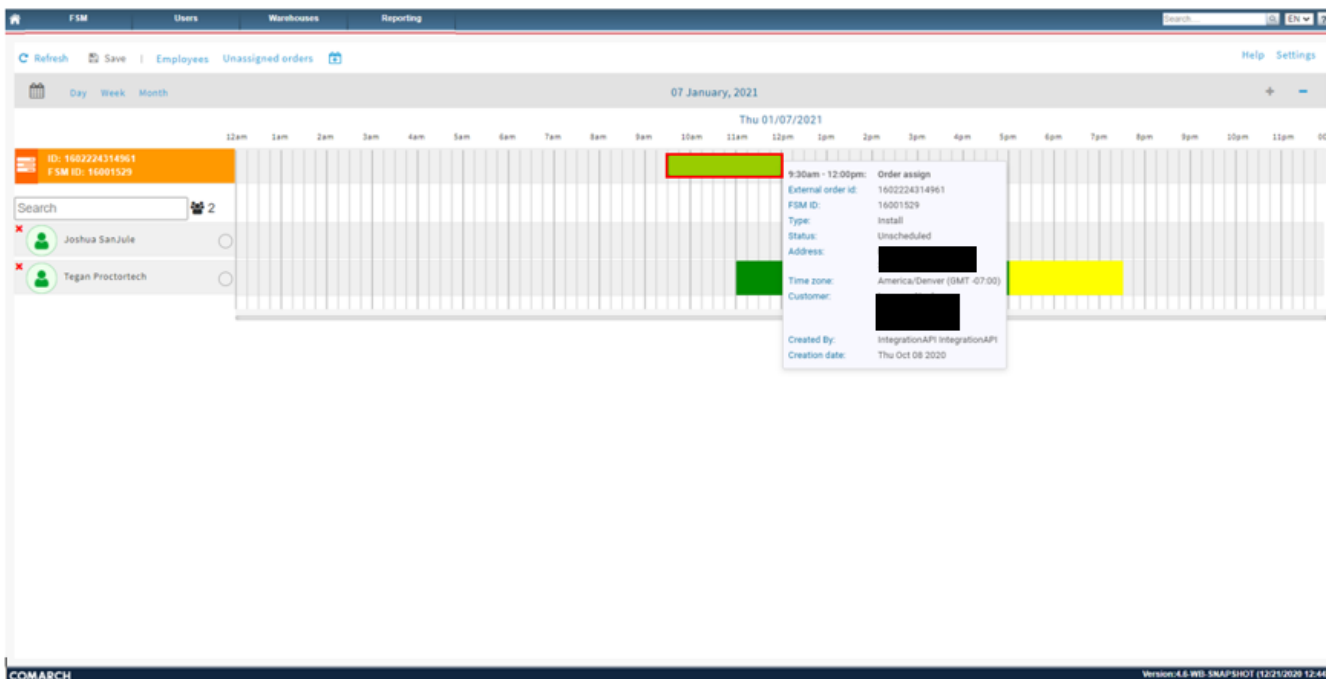 FSM Users Warehouses Reporting Search... EN ?
Refresh Save | Employees Unassigned orders Help Settings
Day Week Month 07 January, 2021 + -
Thu 01/07/2021
12am 1am 2am 3am 4am 5am 6am 7am 8am 9am 10am 11am 12pm 1pm 2pm 3pm 4pm 5pm 6pm 7pm 8pm 9pm 10pm 11pm
ID: 1602224314961
FSM ID: 16001529
9:30am - 12:00pm: Order assign
External order id: 1602224314961
FSM ID: 16001529
Type: Install
Status: Unscheduled
Address:
Time zone: America/Denver (GMT -07:00)
Customer:
Created By: IntegrationAPI IntegrationAPI
Creation date: Thu Oct 08 2020
Search 2
Joshua SanJule
Tegan Proctortech
COMARCH Version:4.6-WB-SNAPSHOT (12/21/2020 12:44